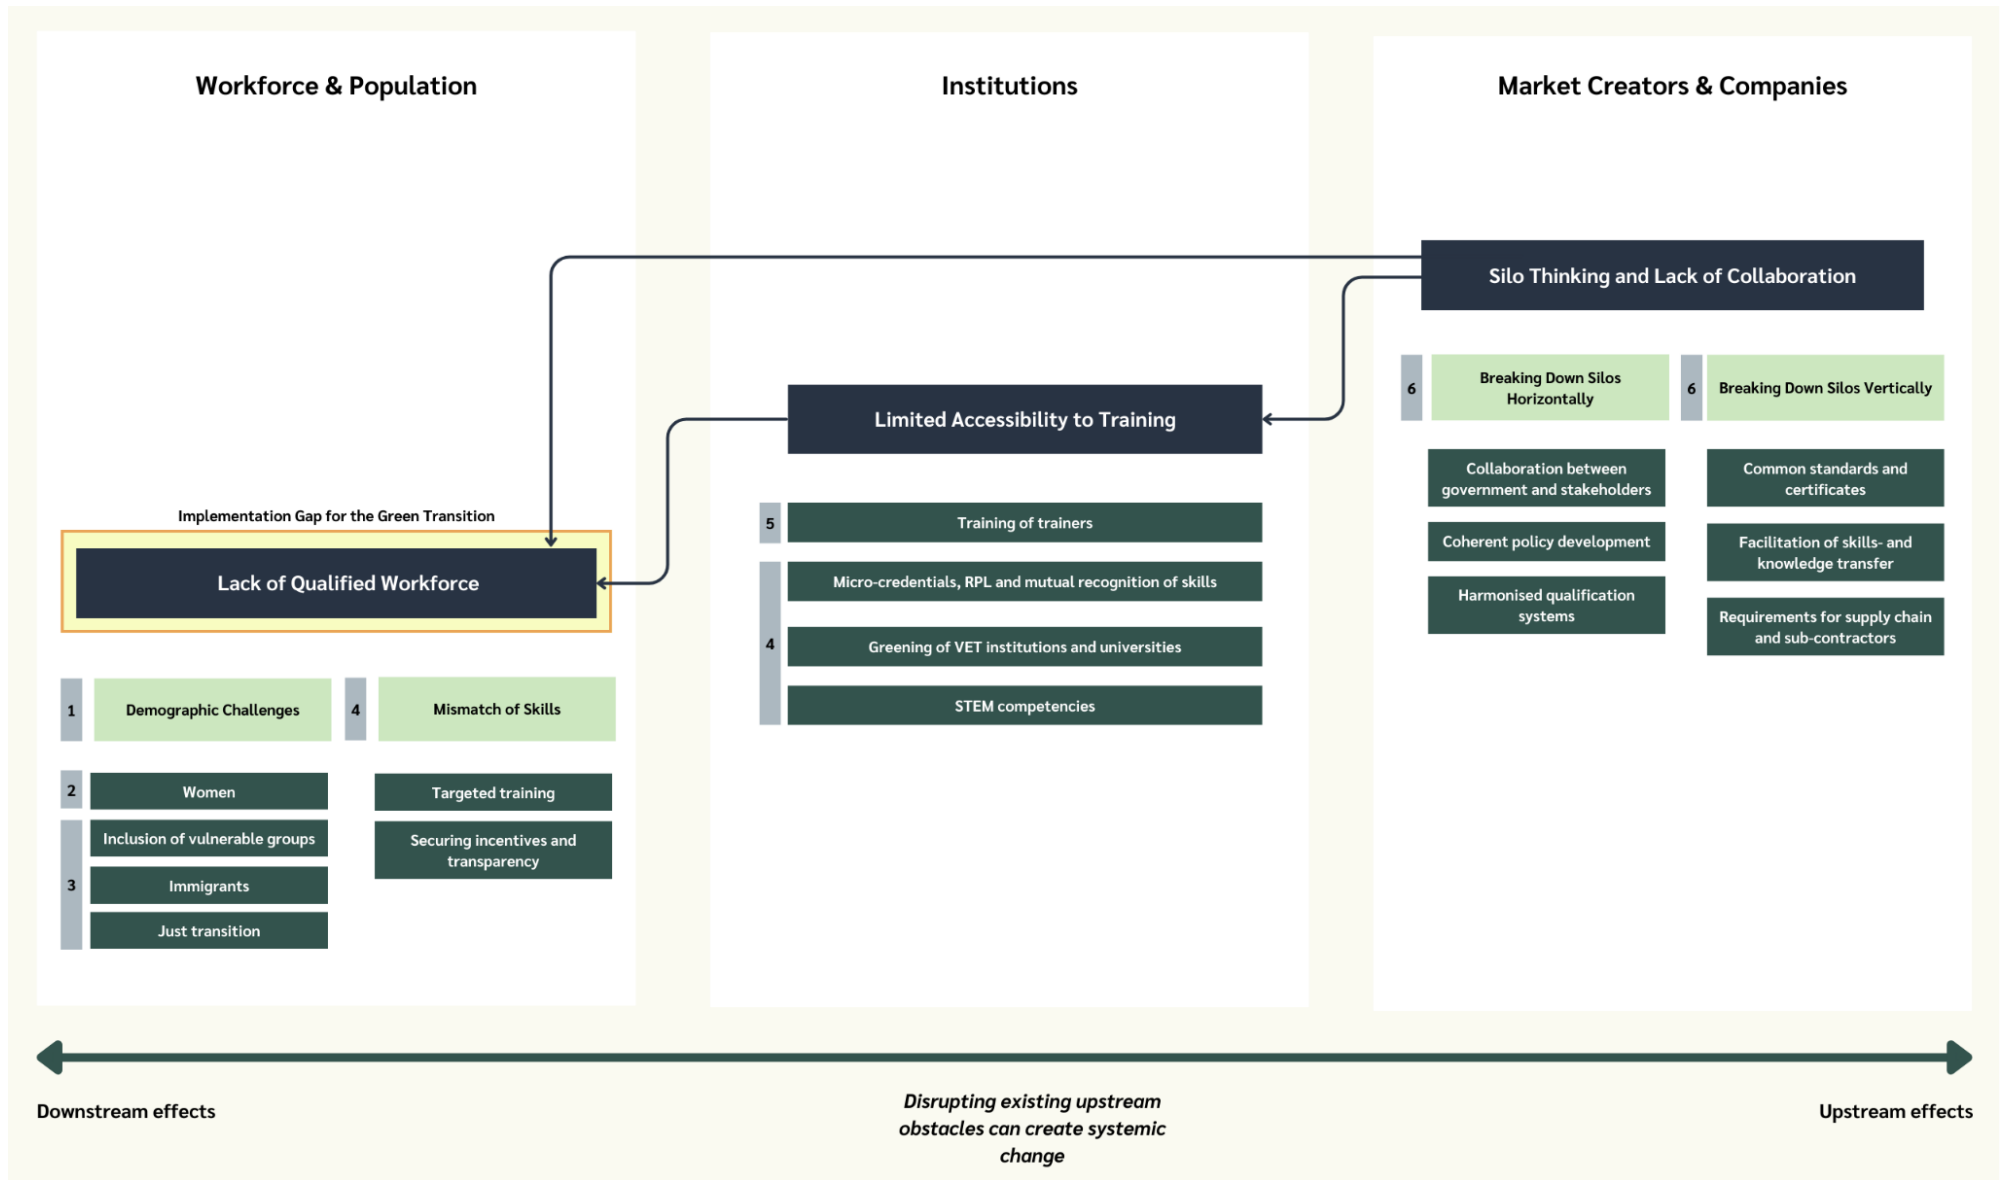 Workforce & Population
Implementation Gap for the Green Transition
Lack of Qualified Workforce
1
Demographic Challenges
4
Mismatch of Skills
2
Women
3
Inclusion of vulnerable groups
Immigrants
Just transition
Targeted training
Securing incentives and
transparency
Institutions
Limited Accessibility to Training
5
Training of trainers
4
Micro-credentials, RPL and mutual recognition of skills
Greening of VET institutions and universities
STEM competencies
Market Creators & Companies
Silo Thinking and Lack of Collaboration
6
Breaking Down Silos
Horizontally
6
Breaking Down Silos Vertically
Collaboration between
government and stakeholders
Coherent policy development
Harmonised qualification
systems
Common standards and
certificates
Facilitation of skills- and
knowledge transfer
Requirements for supply chain
and sub-contractors
Downstream effects
Disrupting existing upstream
obstacles can create systemic
change
Upstream effects